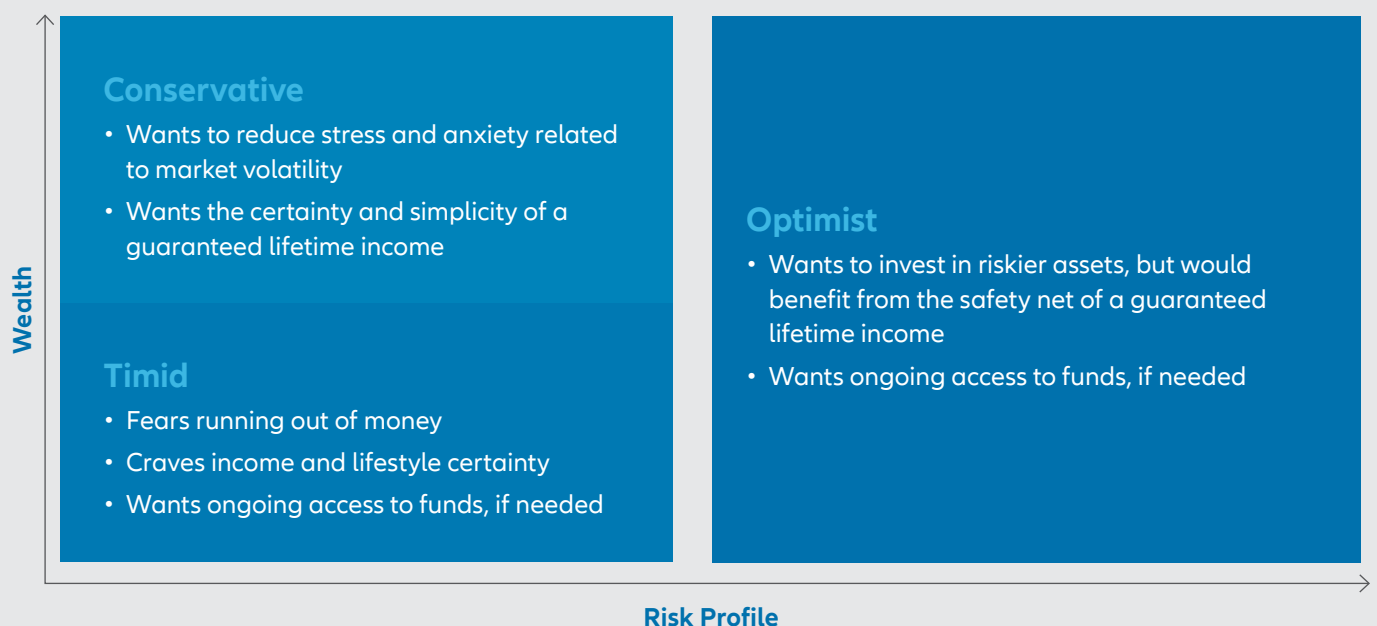 Wealth
Conservative
• Wants to reduce stress and anxiety related
to market volatility
• Wants the certainty and simplicity of a
guaranteed lifetime income
Timid
• Fears running out of money
• Craves income and lifestyle certainty
• Wants ongoing access to funds, if needed
Optimist
• Wants to invest in riskier assets, but would
benefit from the safety net of a guaranteed
lifetime income
• Wants ongoing access to funds, if needed
Risk Profile